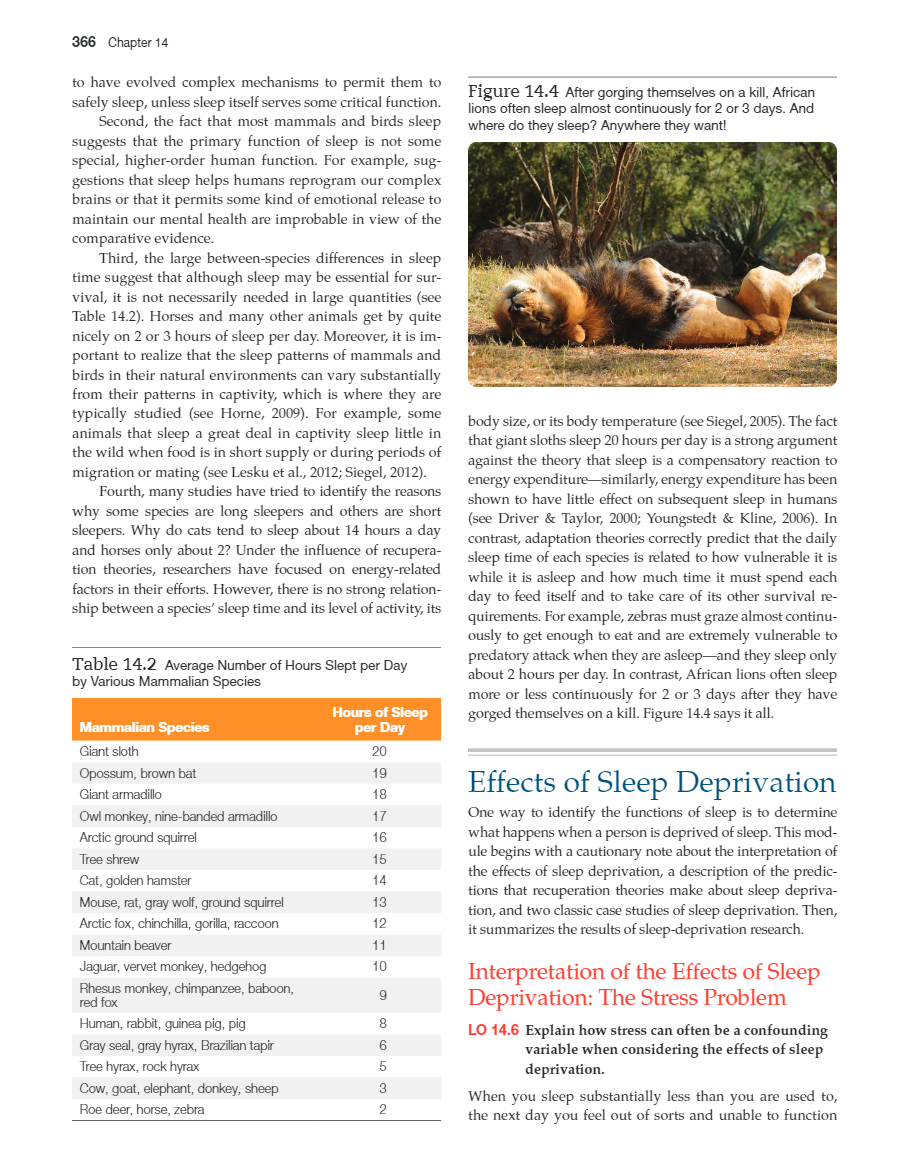 366 Chapter 14
to have evolved complex mechanisms to permit them to
safely sleep, unless sleep itself serves some critical function.
Second, the fact that most mammals and birds sleep
suggests that the primary function of sleep is not some
special, higher-order human function. For example, sug-
gestions that sleep helps humans reprogram our complex
brains or that it permits some kind of emotional release to
maintain our mental health are improbable in view of the
comparative evidence.
Third, the large between-species differences in sleep
time suggest that although sleep may be essential for sur-
vival, it is not necessarily needed in large quantities (see
Table 14.2). Horses and many other animals get by quite
nicely on 2 or 3 hours of sleep per day. Moreover, it is im-
portant to realize that the sleep patterns of mammals and
birds in their natural environments can vary substantially
from their patterns in captivity, which is where they are
typically studied (see Horne, 2009). For example, some
animals that sleep a great deal in captivity sleep little in
the wild when food is in short supply or during periods of
migration or mating (see Lesku et al., 2012; Siegel, 2012).
Fourth, many studies have tried to identify the reasons
why some species are long sleepers and others are short
sleepers. Why do cats tend to sleep about 14 hours a day
and horses only about 2? Under the influence of recupera-
tion theories, researchers have focused on energy-related
factors in their efforts. However, there is no strong relation-
ship between a species' sleep time and its level of activity, its
Table 14.2 Average Number of Hours Slept per Day
by Various Mammalian Species
Mammalian Species Hours of Sleep
per Day
Giant sloth 20
Opossum, brown bat 19
Giant armadillo 18
Owl monkey, nine-banded armadillo 17
Arctic ground squirrel 16
Tree shrew 15
Cat, golden hamster 14
Mouse, rat, gray wolf, ground squirrel 13
Arctic fox, chinchilla, gorilla, raccoon 12
Mountain beaver 11
Jaguar, vervet monkey, hedgehog 10
Rhesus monkey, chimpanzee, baboon,
red fox 9
Human, rabbit, guinea pig, pig 8
Gray seal, gray hyrax, Brazilian tapir 6
Tree hyrax, rock hyrax 5
Cow, goat, elephant, donkey, sheep 3
Roe deer, horse, zebra 2
Figure 14.4 After gorging themselves on a kill, African
lions often sleep almost continuously for 2 or 3 days. And
where do they sleep? Anywhere they want!
body size, or its body temperature (see Siegel, 2005). The fact
that giant sloths sleep 20 hours per day is a strong argument
against the theory that sleep is a compensatory reaction to
energy expenditure—similarly, energy expenditure has been
shown to have little effect on subsequent sleep in humans
(see Driver & Taylor, 2000; Youngstedt & Kline, 2006). In
contrast, adaptation theories correctly predict that the daily
sleep time of each species is related to how vulnerable it is
while it is asleep and how much time it must spend each
day to feed itself and to take care of its other survival re-
quirements. For example, zebras must graze almost continu-
ously to get enough to eat and are extremely vulnerable to
predatory attack when they are asleep—and they sleep only
about 2 hours per day. In contrast, African lions often sleep
more or less continuously for 2 or 3 days after they have
gorged themselves on a kill. Figure 14.4 says it all.
Effects of Sleep Deprivation
One way to identify the functions of sleep is to determine
what happens when a person is deprived of sleep. This mod-
ule begins with a cautionary note about the interpretation of
the effects of sleep deprivation, a description of the predic-
tions that recuperation theories make about sleep depriva-
tion, and two classic case studies of sleep deprivation. Then,
it summarizes the results of sleep-deprivation research.
Interpretation of the Effects of Sleep
Deprivation: The Stress Problem
LO 14.6 Explain how stress can often be a confounding
variable when considering the effects of sleep
deprivation.
When you sleep substantially less than you are used to,
the next day you feel out of sorts and unable to function